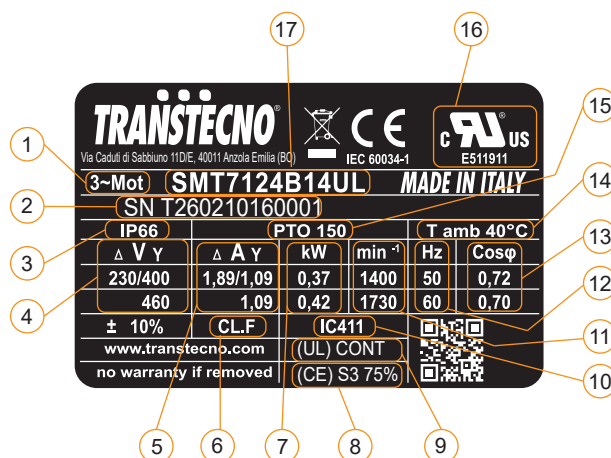 17
16
TRANSTECNO®
CE
c RU US
15
Via Caduti di Sabbiuno 11D/E, 40011 Anzola Emilia (BO)
IEC 60034-1
E511911
1
3~Mot
SMT7124B14UL
MADE IN ITALY
14
2
SN T260210160001
IP66
PTO 150
T amb 40°C
3
Δ V Y
Δ A Y
kW
min -1
Hz
Cosφ
13
230/400
1,89/1,09
0,37
1400
50
0,72
4
460
1,09
0,42
1730
60
0,70
12
± 10%
CL.F
IC411
11
www.transtecno.com
(UL) CONT
no warranty if removed
(CE) S3 75%
10
5
6
7
8
9